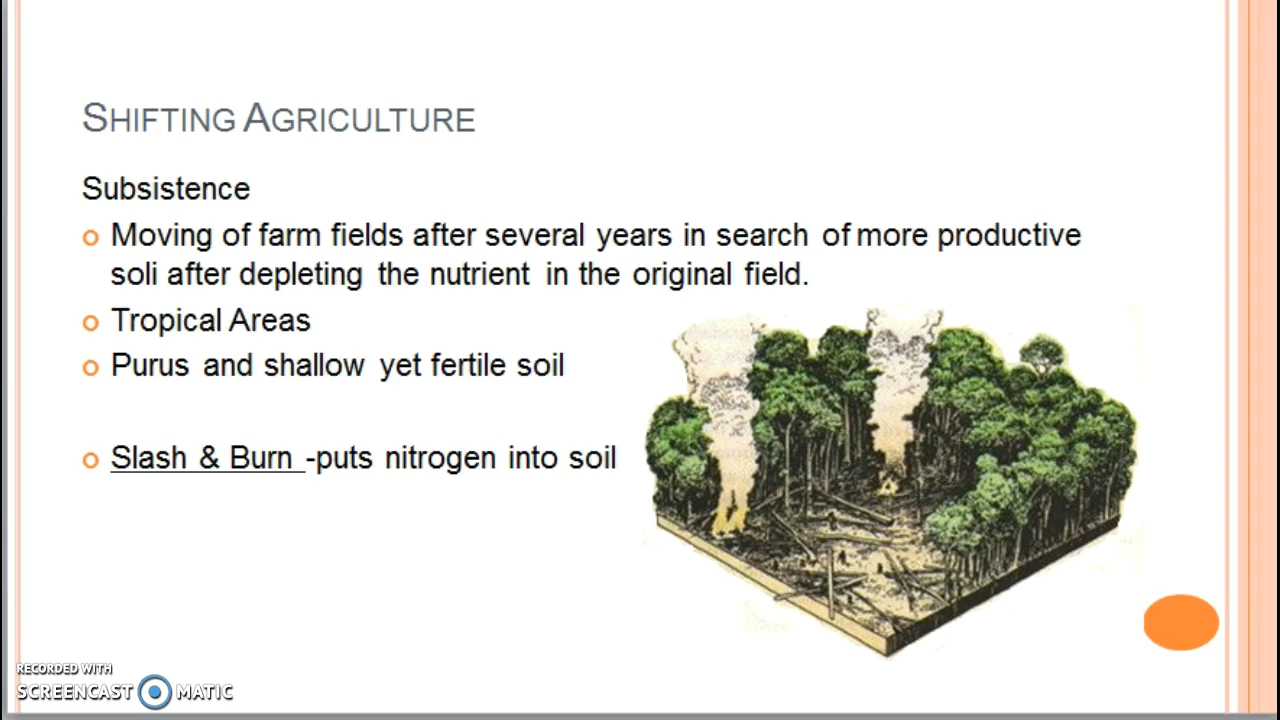 SHIFTING AGRICULTURE
Subsistence
Moving of farm fields after several years in search of more productive
soli after depleting the nutrient in the original field.
Tropical Areas
Purus and shallow yet fertile soil
Slash & Burn -puts nitrogen into soil
RECORDED WITH
SCREENCAST MATIC